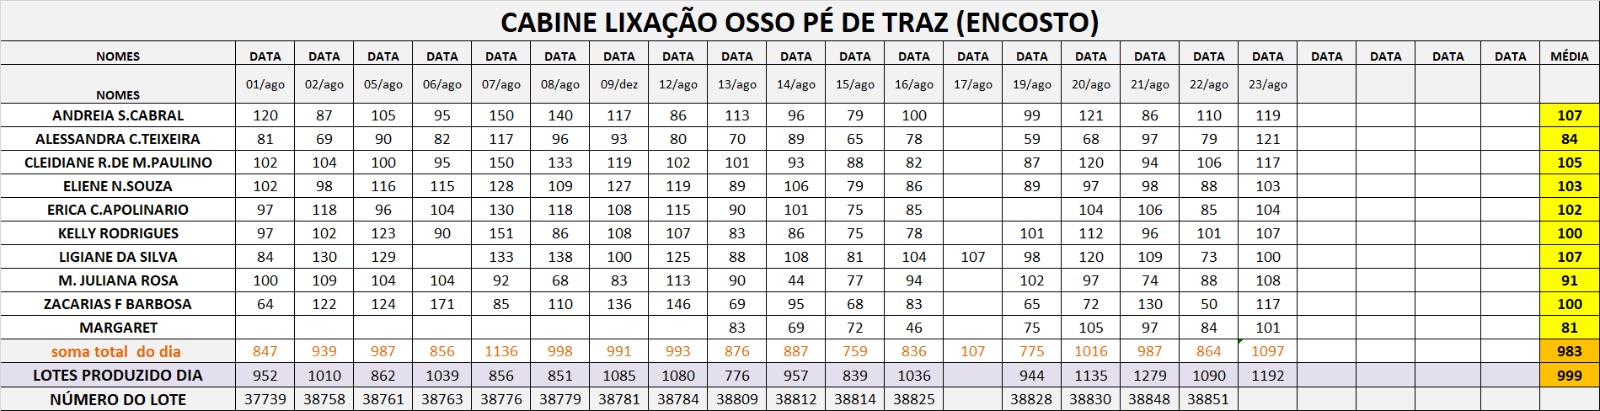 CABINE LIXAÇÃO OSSO PÉ DE TRAZ (ENCOSTO)
NOMES DATA DATA DATA DATA DATA DATA DATA DATA DATA DATA DATA DATA DATA DATA DATA DATA DATA DATA DATA DATA DATA DATA MÉDIA
NOMES 01/ago 02/ago 05/ago 06/ago 07/ago 08/ago 09/dez 12/ago 13/ago 14/ago 15/ago 16/ago 17/ago 19/ago 20/ago 21/ago 22/ago 23/ago
ANDREIA S.CABRAL 120 87 105 95 150 140 117 86 113 96 79 100 99 121 86 110 119 107
ALESSANDRA C.TEIXEIRA 81 69 90 82 117 96 93 80 70 89 65 78 59 68 97 79 121 84
CLEIDIANE R.DE M.PAULINO 102 104 100 95 150 133 119 102 101 93 88 82 87 120 94 106 117 105
ELIENE N.SOUZA 102 98 116 115 128 109 127 119 89 106 79 86 89 97 98 88 103 103
ERICA C.APOLINARIO 97 118 96 104 130 118 108 115 90 101 75 85 104 106 85 104 102
KELLY RODRIGUES 97 102 123 90 151 86 108 107 83 86 75 78 101 112 96 101 107 100
LIGIANE DA SILVA 84 130 129 133 138 100 125 88 108 81 104 107 98 120 109 73 100 107
M. JULIANA ROSA 100 109 104 104 92 68 83 113 90 44 77 94 102 97 74 88 108 91
ZACARIAS F BARBOSA 64 122 124 171 85 110 136 146 69 95 68 83 65 72 130 50 117 100
MARGARET 83 69 72 46 75 105 97 84 101 81
soma total do dia 847 939 987 856 1136 998 991 993 876 887 759 836 107 775 1016 987 864 1097 983
LOTES PRODUZIDO DIA 952 1010 862 1039 856 851 1085 1080 776 957 839 1036 944 1135 1279 1090 1192 999
NÚMERO DO LOTE 37739 38758 38761 38763 38776 38779 38781 38784 38809 38812 38814 38825 38828 38830 38848 38851